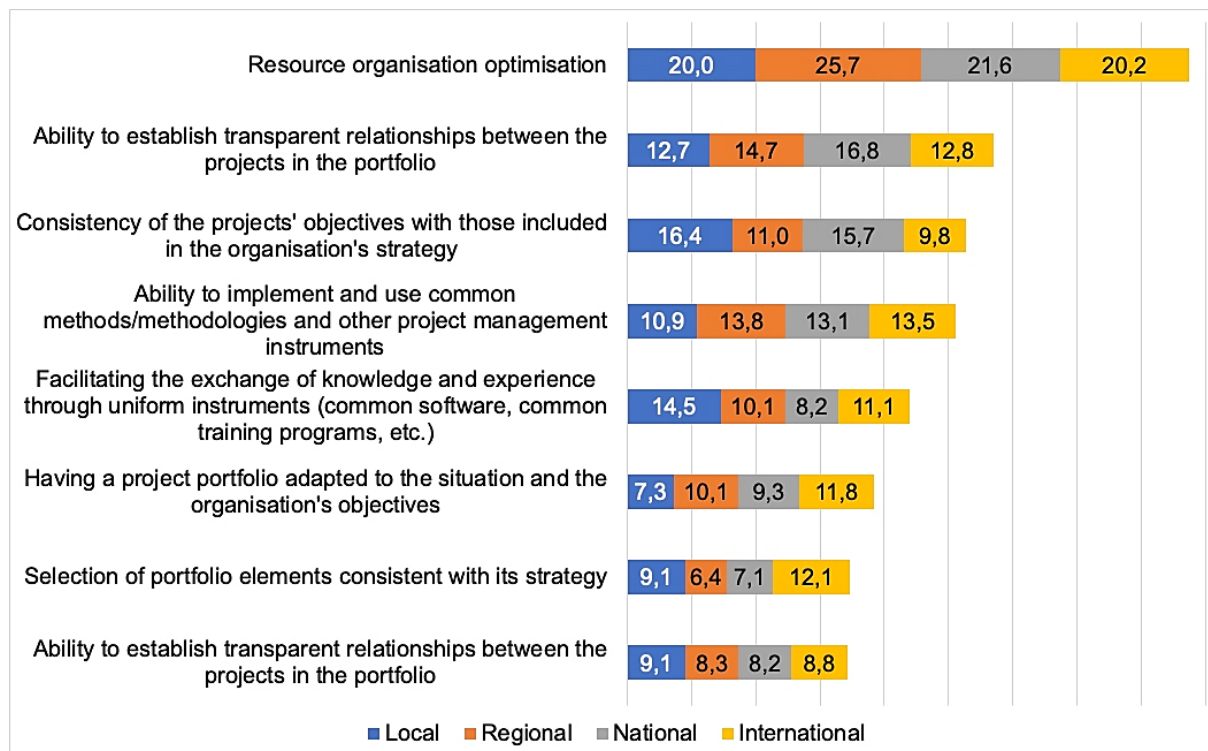 Resource organisation optimisation
20,0 25,7 21,6 20,2
Ability to establish transparent relationships between the
projects in the portfolio
12,7 14,7 16,8 12,8
Consistency of the projects' objectives with those included
in the organisation's strategy
16,4 11,0 15,7 9,8
Ability to implement and use common
methods/methodologies and other project management
instruments
10,9 13,8 13,1 13,5
Facilitating the exchange of knowledge and experience
through uniform instruments (common software, common
training programs, etc.)
14,5 10,1 8,2 11,1
Having a project portfolio adapted to the situation and the
organisation's objectives
7,3 10,1 9,3 11,8
Selection of portfolio elements consistent with its strategy
9,1 6,4 7,1 12,1
Ability to establish transparent relationships between the
projects in the portfolio
9,1 8,3 8,2 8,8
Local Regional National International